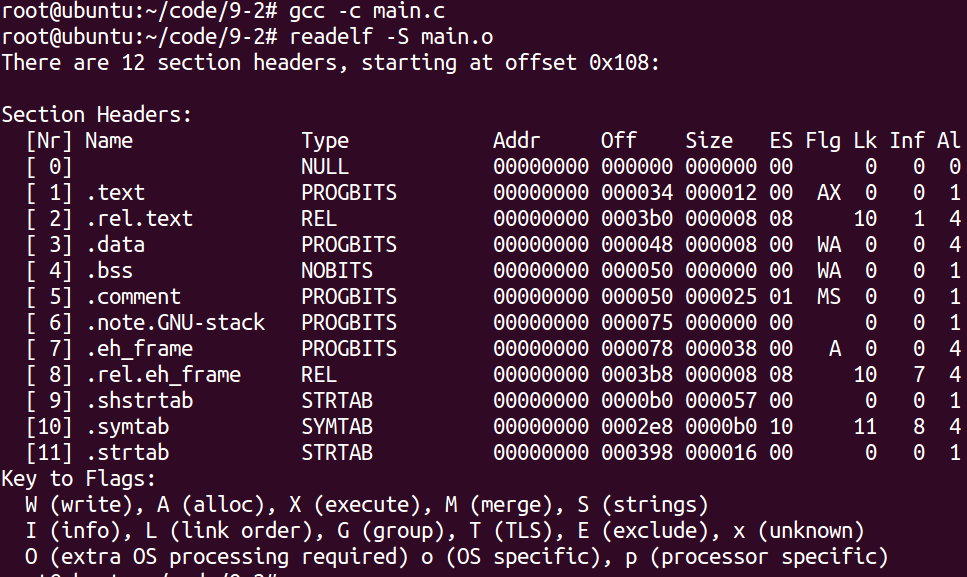 root@ubuntu:~/code/9-2# gcc -c main.c
root@ubuntu:~/code/9-2# readelf -S main.o
There are 12 section headers, starting at offset 0x108:
Section Headers:
  [Nr] Name              Type            Addr     Off    Size   ES Flg Lk Inf Al
  [ 0]                   NULL            00000000 000000 000000 00      0   0  0
  [ 1] .text             PROGBITS        00000000 000034 000012 00  AX  0   0  1
  [ 2] .rel.text         REL             00000000 0003b0 000008 08     10   1  4
  [ 3] .data             PROGBITS        00000000 000048 000008 00  WA  0   0  4
  [ 4] .bss              NOBITS          00000000 000050 000000 00  WA  0   0  1
  [ 5] .comment          PROGBITS        00000000 000050 000025 01  MS  0   0  1
  [ 6] .note.GNU-stack   PROGBITS        00000000 000075 000000 00      0   0  1
  [ 7] .eh_frame         PROGBITS        00000000 000078 000038 00   A  0   0  4
  [ 8] .rel.eh_frame     REL             00000000 0003b8 000008 08     10   7  4
  [ 9] .shstrtab         STRTAB          00000000 0000b0 000057 00      0   0  1
  [10] .symtab           SYMTAB          00000000 0002e8 0000b0 10     11   8  4
  [11] .strtab           STRTAB          00000000 000398 000016 00      0   0  1
Key to Flags:
  W (write), A (alloc), X (execute), M (merge), S (strings)
  I (info), L (link order), G (group), T (TLS), E (exclude), x (unknown)
  O (extra OS processing required) o (OS specific), p (processor specific)